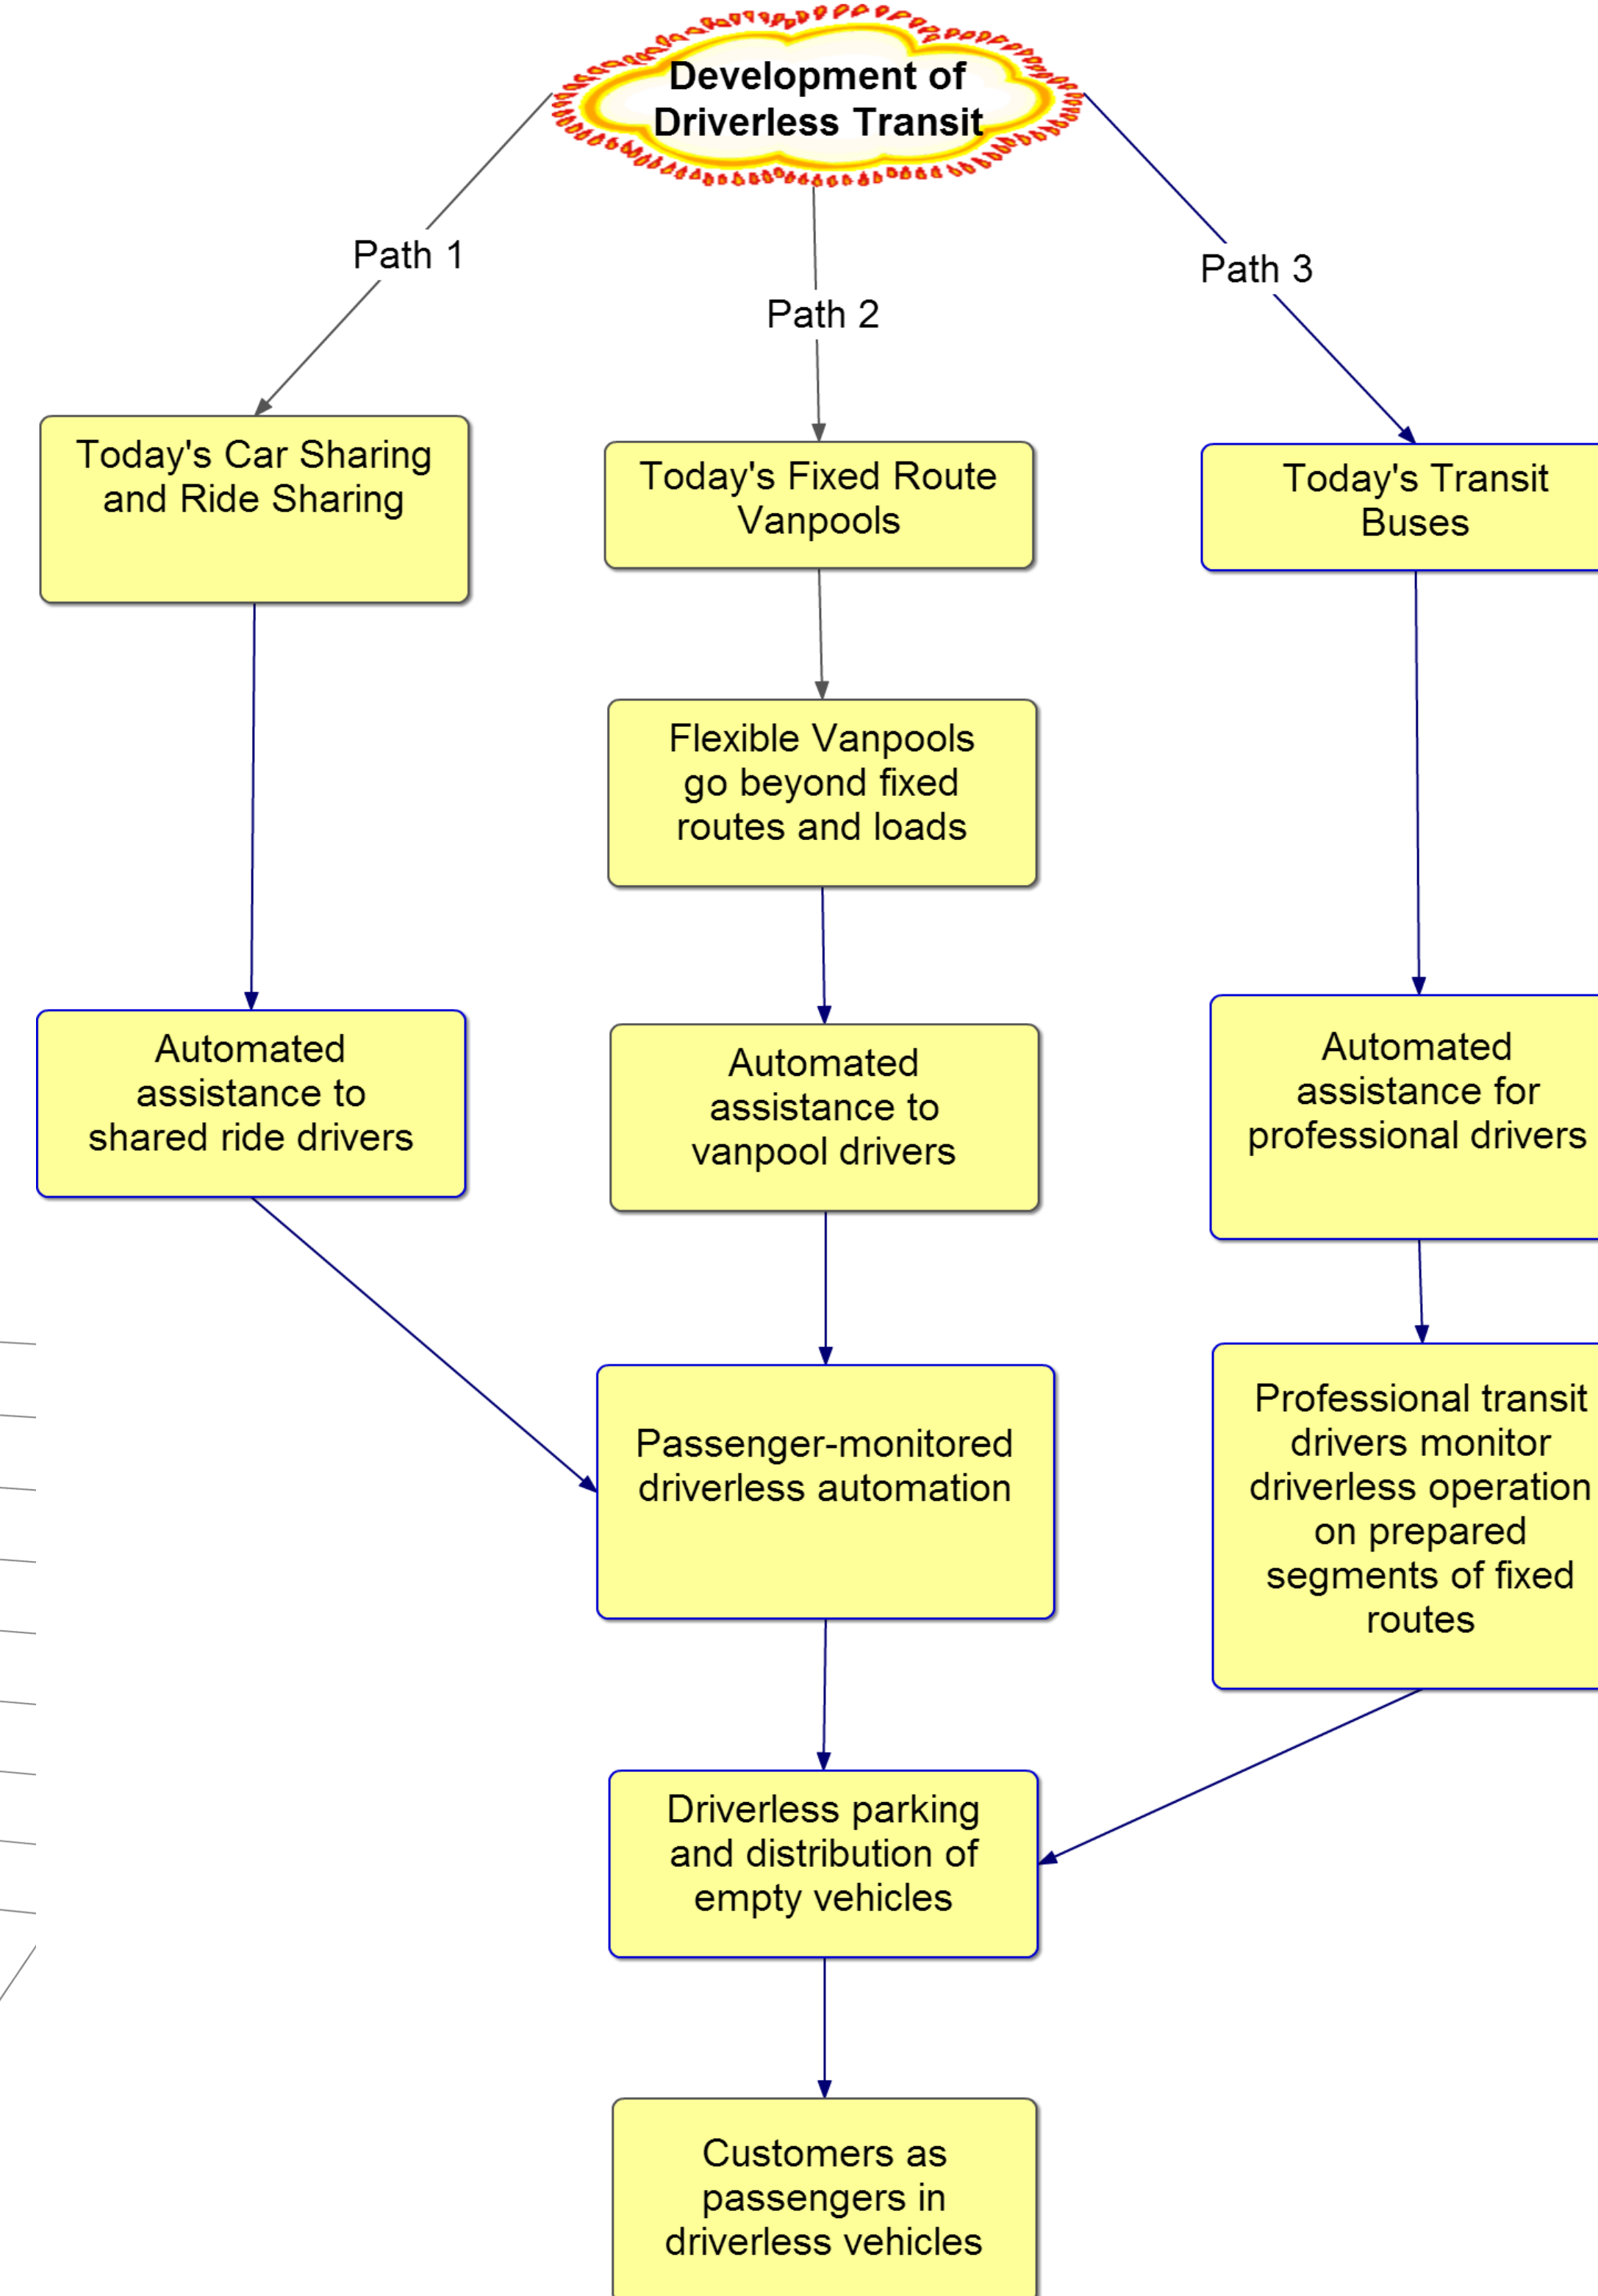 Development of
Driverless Transit
Path 1
Path 2
Path 3
Today's Car Sharing
and Ride Sharing
Today's Fixed Route
Vanpools
Today's Transit
Buses
Flexible Vanpools
go beyond fixed
routes and loads
Automated
assistance to
shared ride drivers
Automated
assistance to
vanpool drivers
Automated
assistance for
professional drivers
Passenger-monitored
driverless automation
Professional transit
drivers monitor
driverless operation
on prepared
segments of fixed
routes
Driverless parking
and distribution of
empty vehicles
Customers as
passengers in
driverless vehicles